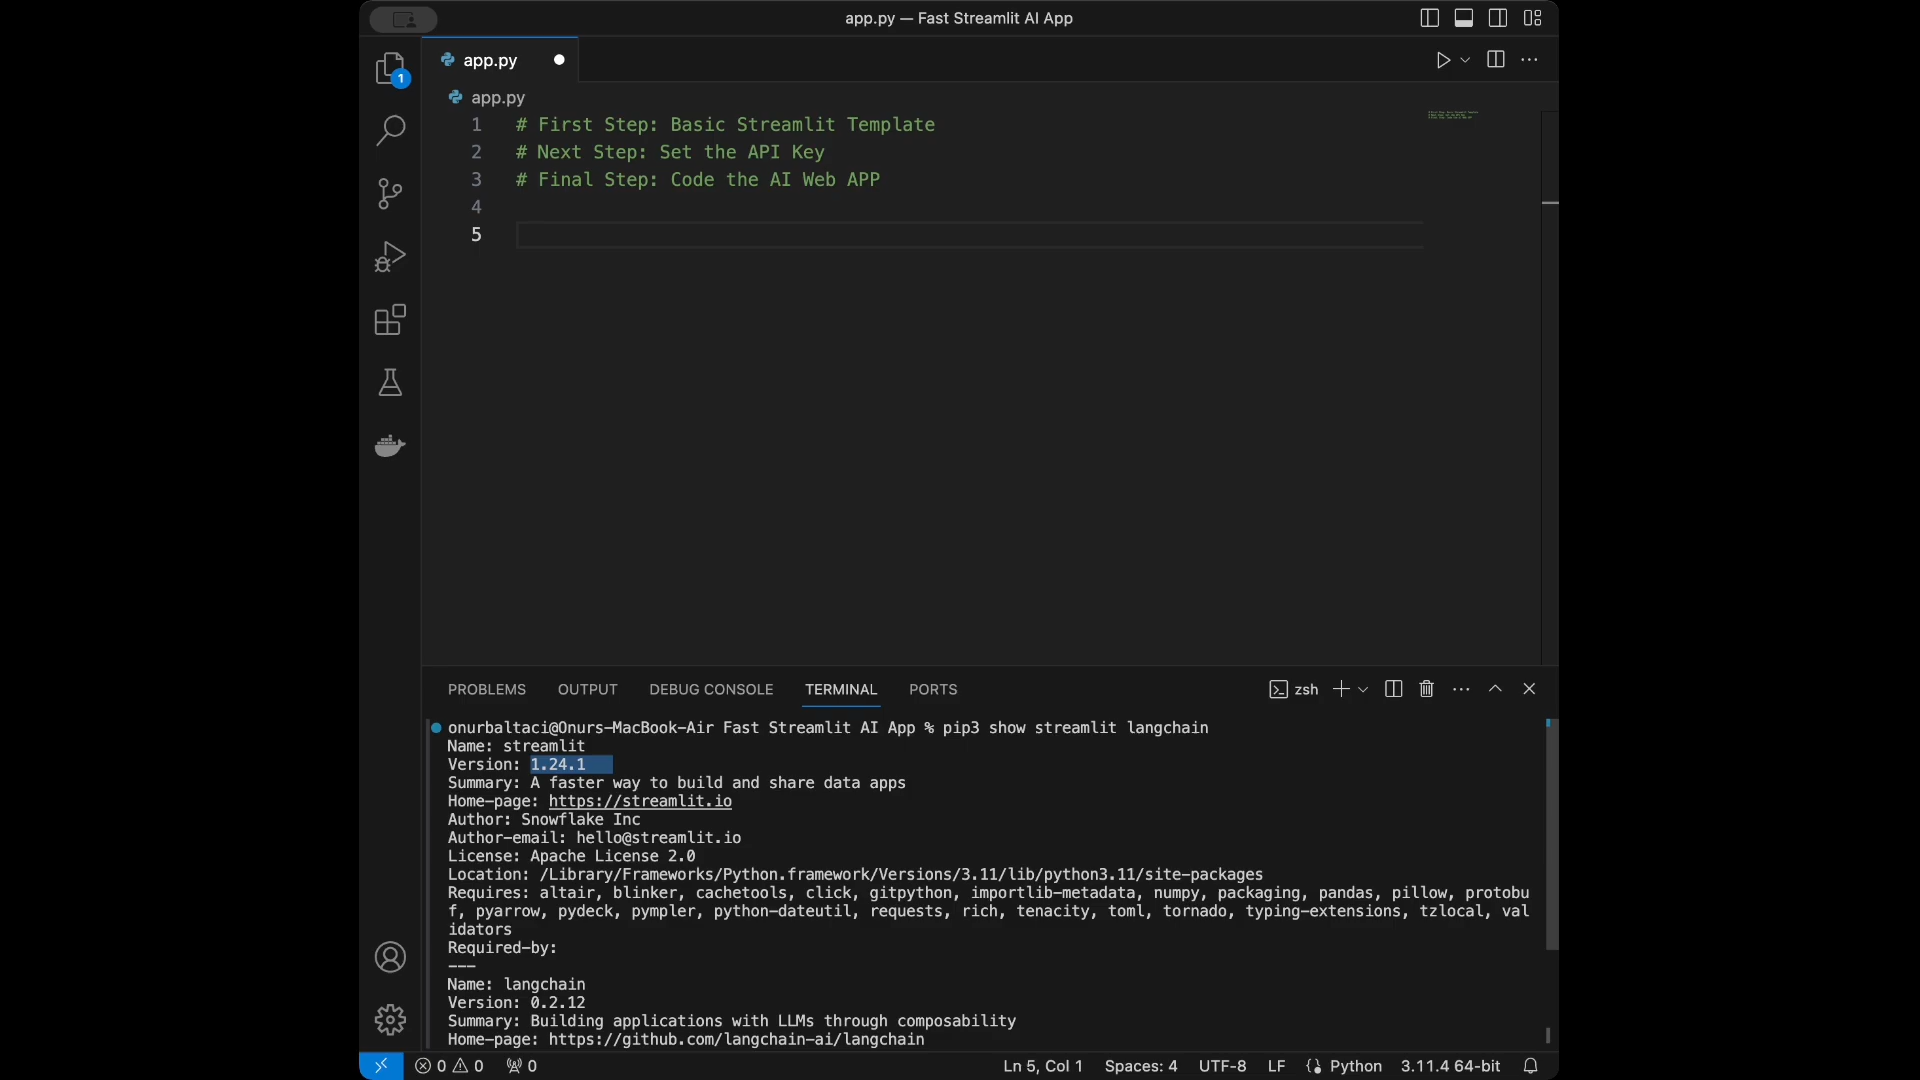 app.py — Fast Streamlit AI App
1
app.py
app.py
1 # First Step: Basic Streamlit Template
2 # Next Step: Set the API Key
3 # Final Step: Code the AI Web APP
4
5
PROBLEMS OUTPUT DEBUG CONSOLE TERMINAL PORTS zsh
onurbaltaci@Onurs-MacBook-Air Fast Streamlit AI App % pip3 show streamlit langchain
Name: streamlit
Version: 1.24.1
Summary: A faster way to build and share data apps
Home-page: https://streamlit.io
Author: Snowflake Inc
Author-email: hello@streamlit.io
License: Apache License 2.0
Location: /Library/Frameworks/Python.framework/Versions/3.11/lib/python3.11/site-packages
Requires: altair, blinker, cachetools, click, gitpython, importlib-metadata, numpy, packaging, pandas, pillow, protobu
f, pyarrow, pydeck, pympler, python-dateutil, requests, rich, tenacity, toml, tornado, typing-extensions, tzlocal, val
idators
Required-by:
---
Name: langchain
Version: 0.2.12
Summary: Building applications with LLMs through composability
Home-page: https://github.com/langchain-ai/langchain
0 0 0 Ln 5, Col 1 Spaces: 4 UTF-8 LF Python 3.11.4 64-bit